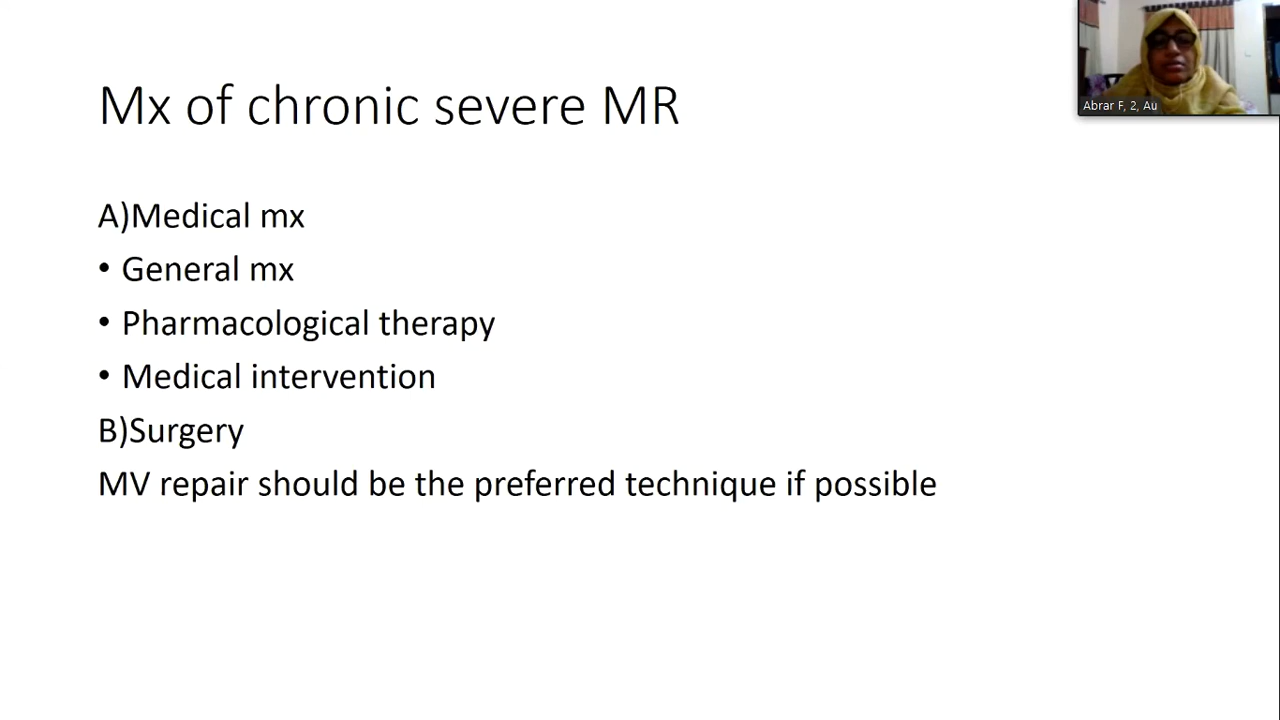 Mx of chronic severe MR
Abrar F, 2, Au
A)Medical mx
• General mx
• Pharmacological therapy
• Medical intervention
B)Surgery
MV repair should be the preferred technique if possible